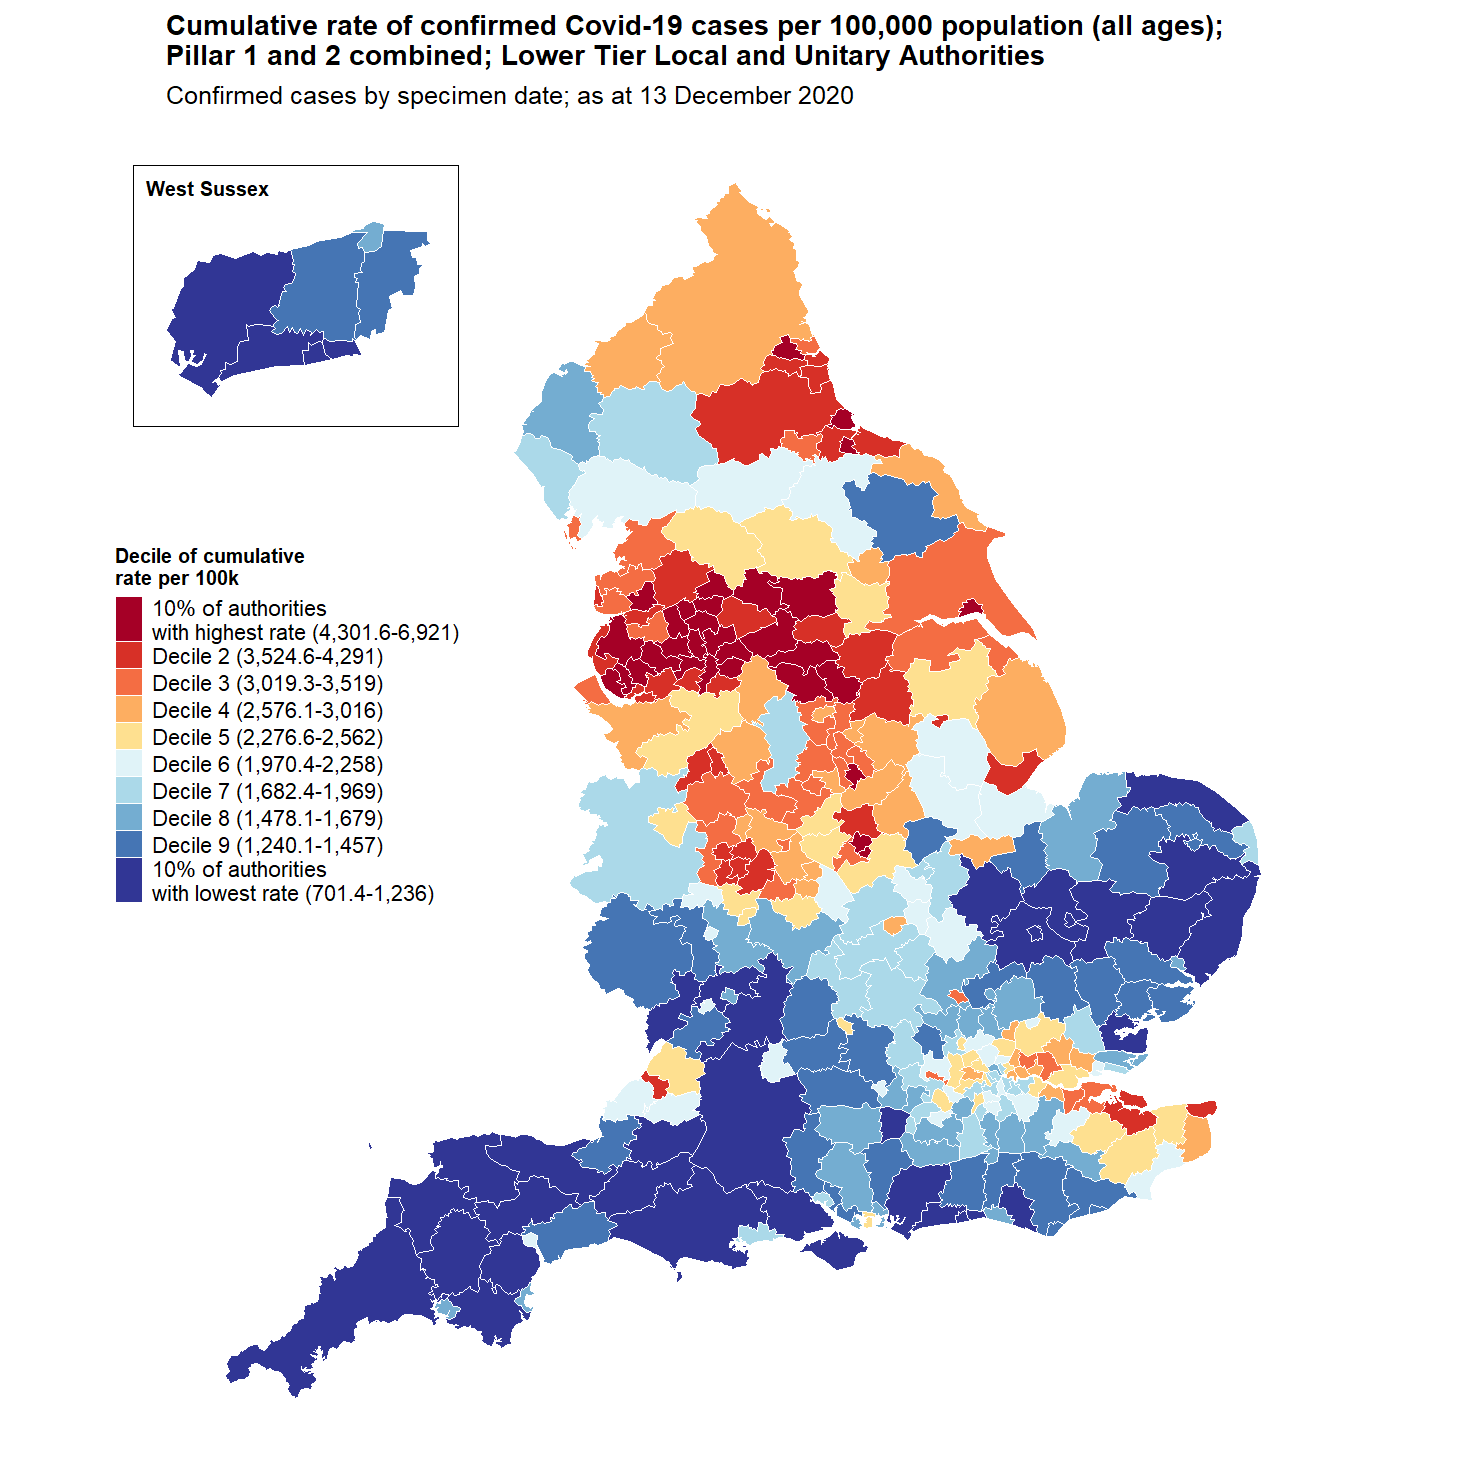 Cumulative rate of confirmed Covid-19 cases per 100,000 population (all ages);
Pillar 1 and 2 combined; Lower Tier Local and Unitary Authorities
Confirmed cases by specimen date; as at 13 December 2020
West Sussex
Decile of cumulative
rate per 100k
10% of authorities
with highest rate (4,301.6-6,921)
Decile 2 (3,524.6-4,291)
Decile 3 (3,019.3-3,519)
Decile 4 (2,576.1-3,016)
Decile 5 (2,276.6-2,562)
Decile 6 (1,970.4-2,258)
Decile 7 (1,682.4-1,969)
Decile 8 (1,478.1-1,679)
Decile 9 (1,240.1-1,457)
10% of authorities
with lowest rate (701.4-1,236)